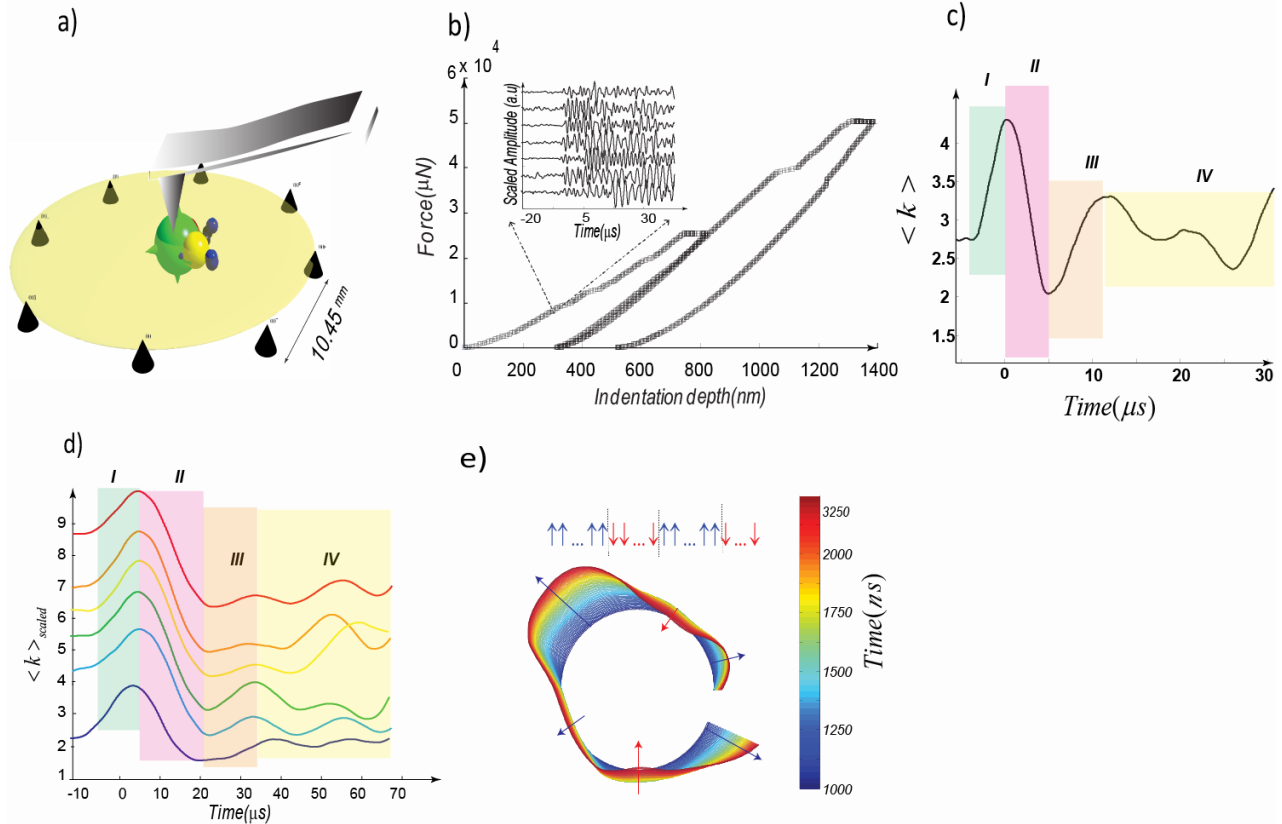 a)
10.45 mm
b)
6 × 10 4
5
4
3
2
1
0
Force(μN)
0 200 400 600 800 1000 1200 1400
Indentation depth(nm)
Scaled Amplitude (a.u)
-20 5 30
Time(μs)
c)
I II III IV
4
3.5
3
2.5
2
1.5
< k >
0 10 20 30
Time(μs)
d)
I II III IV
9
8
7
6
5
4
3
2
1
< k >scaled
-10 0 10 20 30 40 50 60 70
Time(μs)
e)
... ... ... ...
3250
2000
1750
1500
1250
1000
Time(ns)